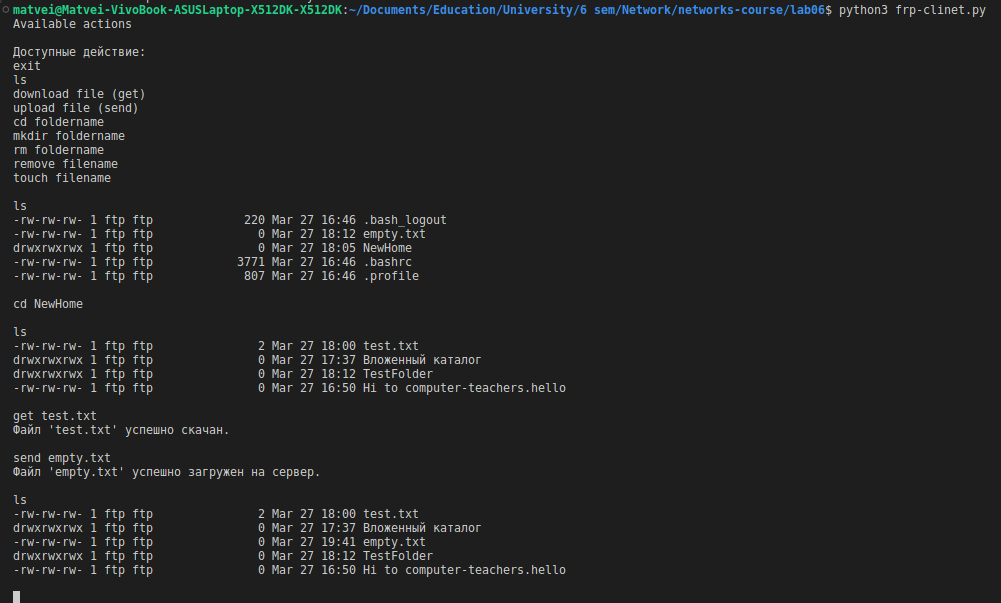 matvei@Matvei-VivoBook-ASUSLaptop-X512DK-X512DK:~/Documents/Education/University/6 sem/Network/networks-course/lab06$ python3 frp-clinet.py
Available actions
Доступные действие:
exit
ls
download file (get)
upload file (send)
cd foldername
mkdir foldername
rm foldername
remove filename
touch filename
ls
-rw-rw-rw- 1 ftp ftp             220 Mar 27 16:46 .bash_logout
-rw-rw-rw- 1 ftp ftp               0 Mar 27 18:12 empty.txt
drwxrwxrwx 1 ftp ftp               0 Mar 27 18:05 NewHome
-rw-rw-rw- 1 ftp ftp            3771 Mar 27 16:46 .bashrc
-rw-rw-rw- 1 ftp ftp             807 Mar 27 16:46 .profile
cd NewHome
ls
-rw-rw-rw- 1 ftp ftp               2 Mar 27 18:00 test.txt
drwxrwxrwx 1 ftp ftp               0 Mar 27 17:37 Вложенный каталог
drwxrwxrwx 1 ftp ftp               0 Mar 27 18:12 TestFolder
-rw-rw-rw- 1 ftp ftp               0 Mar 27 16:50 Hi to computer-teachers.hello
get test.txt
Файл 'test.txt' успешно скачан.
send empty.txt
Файл 'empty.txt' успешно загружен на сервер.
ls
-rw-rw-rw- 1 ftp ftp               2 Mar 27 18:00 test.txt
drwxrwxrwx 1 ftp ftp               0 Mar 27 17:37 Вложенный каталог
-rw-rw-rw- 1 ftp ftp               0 Mar 27 19:41 empty.txt
drwxrwxrwx 1 ftp ftp               0 Mar 27 18:12 TestFolder
-rw-rw-rw- 1 ftp ftp               0 Mar 27 16:50 Hi to computer-teachers.hello